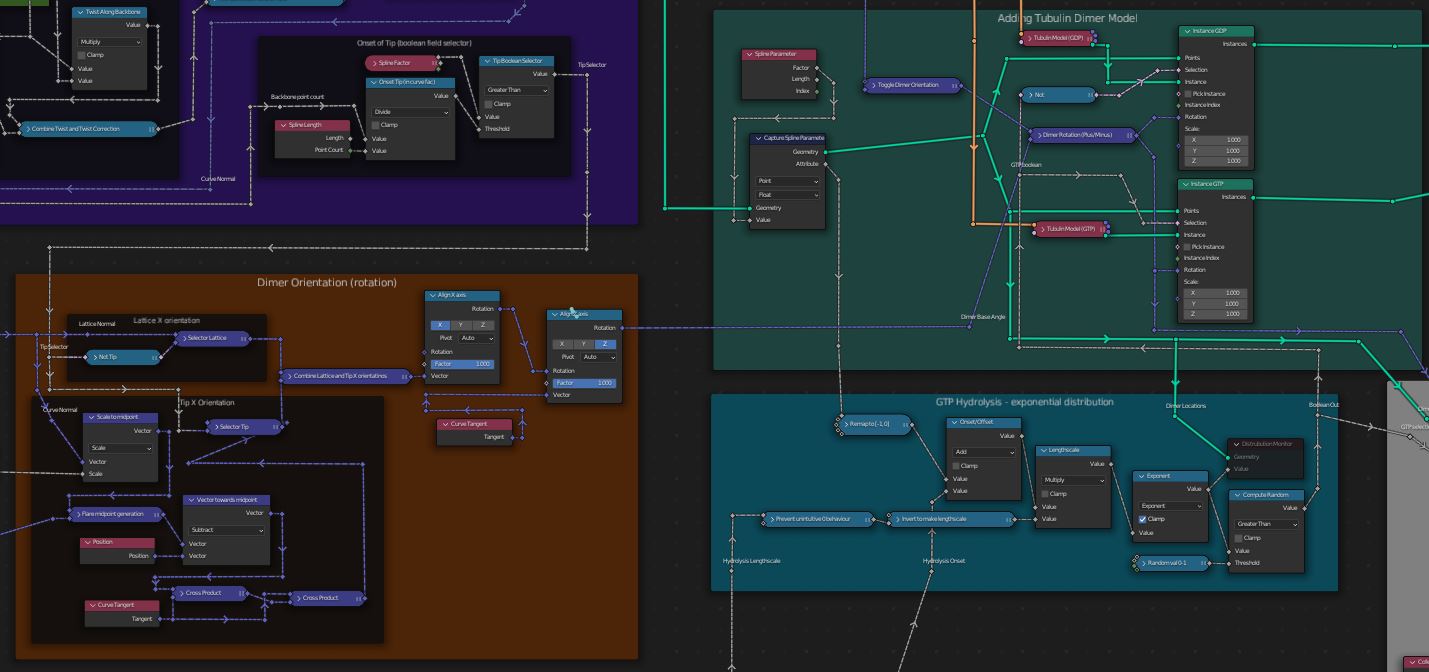 Twist Along Backbone
Value
Multiply
Clamp
Value
Value
Combine Twist and Twist Correction
Onset of Tip (boolean field selector)
Spline Factor
Tip Boolean Selector
Value
Greater Than
Clamp
Value
Threshold
Onset Tip (in curve fac)
Value
Divide
Clamp
Value
Value
Backbone point count
Spline Length
Length
Point Count
Tip Selector
Curve Normal
Dimer Orientation (rotation)
Lattice X orientation
Lattice Normal
Selector Lattice
Tip Selector
Not Tip
Combine Lattice and Tip X orientatinos
Align X axis
Rotation
X
Y
Z
Pivot
Auto
Rotation
Factor
1.000
Vector
Rotation
X
Y
Z
Pivot
Auto
Rotation
Factor
1.000
Vector
Curve Tangent
Tangent
Tip X Orientation
Curve Normal
Scale to midpoint
Vector
Scale
Vector
Scale
Selector Tip
Flare midpoint generation
Vector towards midpoint
Vector
Subtract
Vector
Vector
Position
Position
Cross Product
Cross Product
Curve Tangent
Tangent
Adding Tubulin Dimer Model
Spline Parameter
Factor
Length
Index
Capture Spline Paramete
Geometry
Attribute
Point
Float
Geometry
Value
Toggle Dimer Orientation
Tubulin Model (GDP)
Not
Dimer Rotation (Plus/Minus)
GTP boolean
Tubulin Model (GTP)
Dimer Base Angle
Instance GDP
Instances
Points
Selection
Instance
Pick Instance
Instance Index
Rotation
Scale:
X
1.000
Y
1.000
Z
1.000
Instance GTP
Instances
Points
Selection
Instance
Pick Instance
Instance Index
Rotation
Scale:
X
1.000
Y
1.000
Z
1.000
GTP Hydrolysis - exponential distribution
Remap to [-1,0]
Onset/Offset
Value
Add
Clamp
Value
Value
Lengthscale
Value
Multiply
Clamp
Value
Value
Prevent unintuitive 0 behaviour
Invert to make lengthscale
Hydrolysis Lengthscale
Hydrolysis Onset
Exponent
Value
Exponent
Clamp
Value
Random val 0-1
Dimer Locations
Distrubution Monitor
Geometry
Value
Compute Random
Value
Greater Than
Clamp
Value
Threshold
Boolean Out